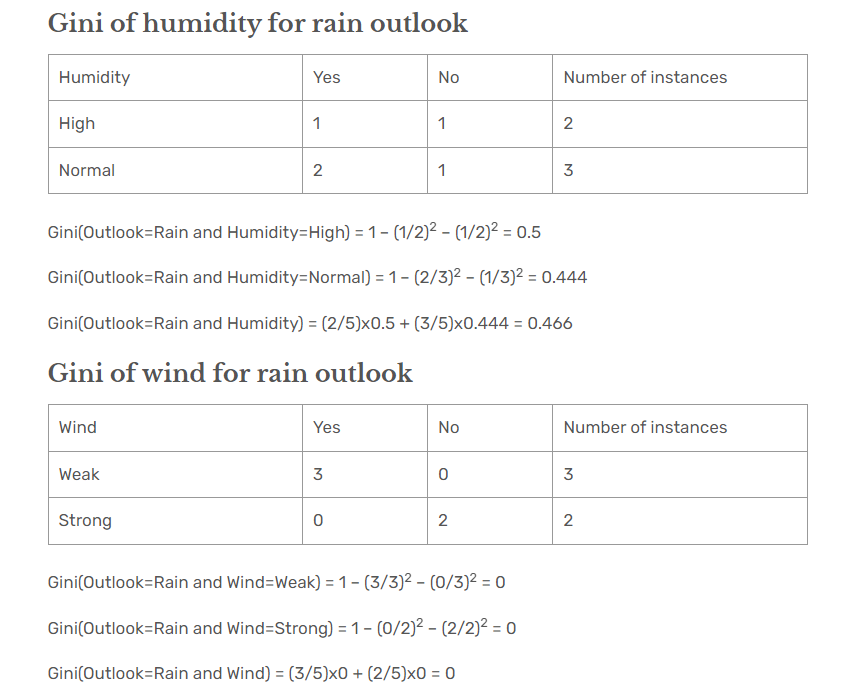 Gini of humidity for rain outlook
Humidity Yes No Number of instances
High 1 1 2
Normal 2 1 3
Gini(Outlook=Rain and Humidity=High) = 1 – (1/2)² – (1/2)² = 0.5
Gini(Outlook=Rain and Humidity=Normal) = 1 – (2/3)² – (1/3)² = 0.444
Gini(Outlook=Rain and Humidity) = (2/5)x0.5 + (3/5)x0.444 = 0.466
Gini of wind for rain outlook
Wind Yes No Number of instances
Weak 3 0 3
Strong 0 2 2
Gini(Outlook=Rain and Wind=Weak) = 1 – (3/3)² – (0/3)² = 0
Gini(Outlook=Rain and Wind=Strong) = 1 – (0/2)² – (2/2)² = 0
Gini(Outlook=Rain and Wind) = (3/5)x0 + (2/5)x0 = 0